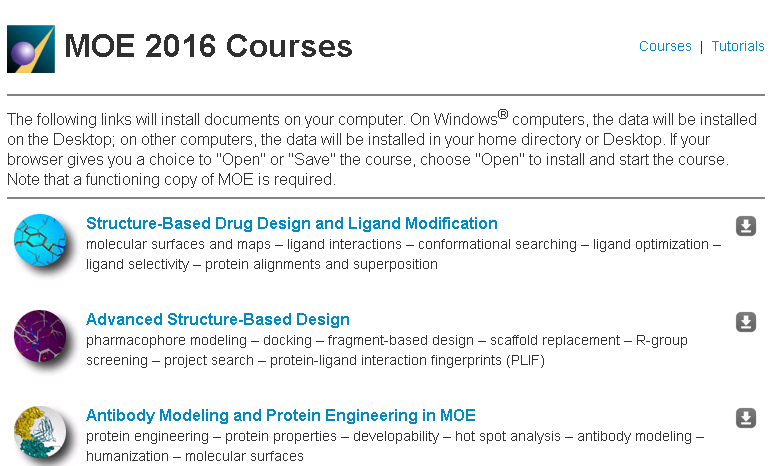 MOE 2016 Courses
Courses | Tutorials
The following links will install documents on your computer. On Windows® computers, the data will be installed
on the Desktop; on other computers, the data will be installed in your home directory or Desktop. If your
browser gives you a choice to "Open" or "Save" the course, choose "Open" to install and start the course.
Note that a functioning copy of MOE is required.
Structure-Based Drug Design and Ligand Modification
molecular surfaces and maps – ligand interactions – conformational searching – ligand optimization –
ligand selectivity – protein alignments and superposition
Advanced Structure-Based Design
pharmacophore modeling – docking – fragment-based design – scaffold replacement – R-group
screening – project search – protein-ligand interaction fingerprints (PLIF)
Antibody Modeling and Protein Engineering in MOE
protein engineering – protein properties – developability – hot spot analysis – antibody modeling –
humanization – molecular surfaces